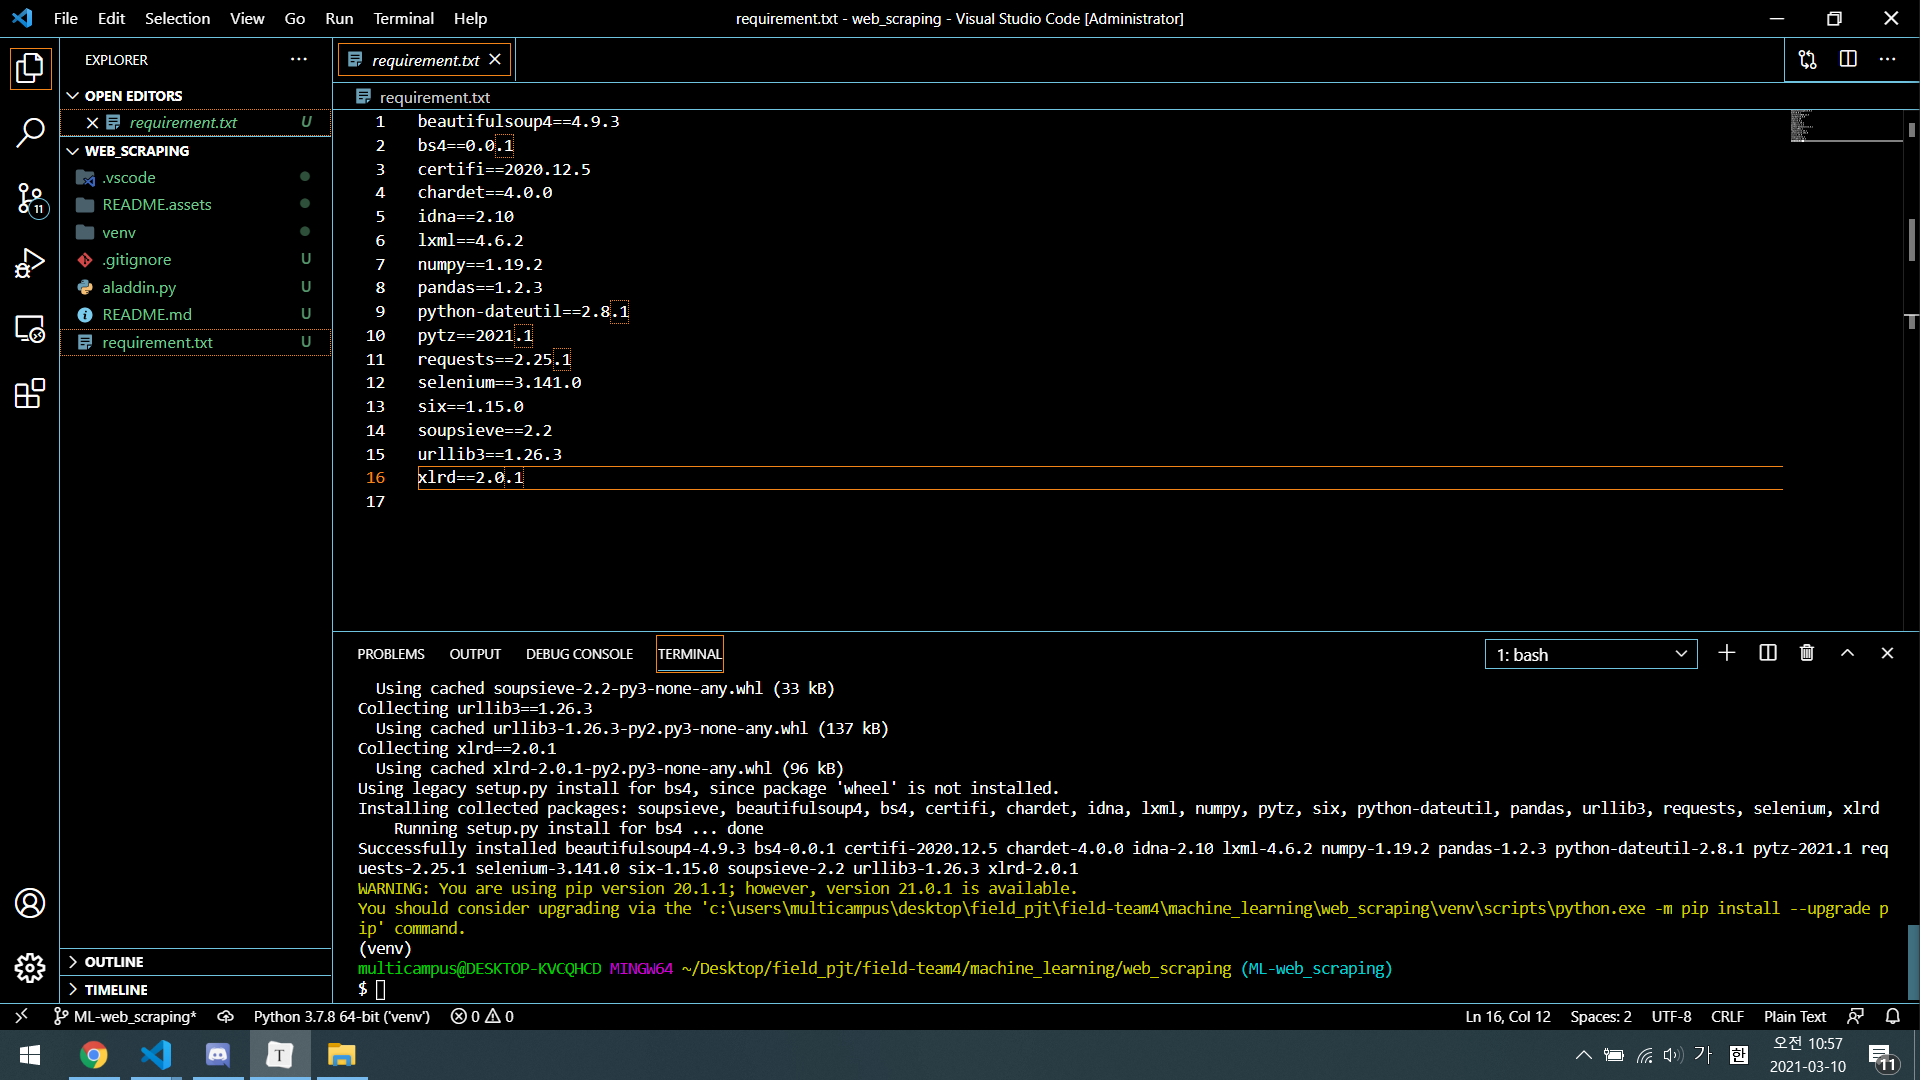 File Edit Selection View Go Run Terminal Help
requirement.txt - web_scraping - Visual Studio Code [Administrator]
EXPLORER
OPEN EDITORS
requirement.txt U
WEB_SCRAPING
.vscode
README.assets
venv
.gitignore U
aladdin.py U
README.md U
requirement.txt U
OUTLINE
TIMELINE
11
requirement.txt
requirement.txt
1 beautifulsoup4==4.9.3
2 bs4==0.0.1
3 certifi==2020.12.5
4 chardet==4.0.0
5 idna==2.10
6 lxml==4.6.2
7 numpy==1.19.2
8 pandas==1.2.3
9 python-dateutil==2.8.1
10 pytz==2021.1
11 requests==2.25.1
12 selenium==3.141.0
13 six==1.15.0
14 soupsieve==2.2
15 urllib3==1.26.3
16 xlrd==2.0.1
17
PROBLEMS OUTPUT DEBUG CONSOLE TERMINAL
1: bash
Using cached soupsieve-2.2-py3-none-any.whl (33 kB)
Collecting urllib3==1.26.3
Using cached urllib3-1.26.3-py2.py3-none-any.whl (137 kB)
Collecting xlrd==2.0.1
Using cached xlrd-2.0.1-py2.py3-none-any.whl (96 kB)
Using legacy setup.py install for bs4, since package 'wheel' is not installed.
Installing collected packages: soupsieve, beautifulsoup4, bs4, certifi, chardet, idna, lxml, numpy, pytz, six, python-dateutil, pandas, urllib3, requests, selenium, xlrd
Running setup.py install for bs4 ... done
Successfully installed beautifulsoup4-4.9.3 bs4-0.0.1 certifi-2020.12.5 chardet-4.0.0 idna-2.10 lxml-4.6.2 numpy-1.19.2 pandas-1.2.3 python-dateutil-2.8.1 pytz-2021.1 req
uests-2.25.1 selenium-3.141.0 six-1.15.0 soupsieve-2.2 urllib3-1.26.3 xlrd-2.0.1
WARNING: You are using pip version 20.1.1; however, version 21.0.1 is available.
You should consider upgrading via the 'c:\users\multicampus\desktop\field_pjt\field-team4\machine_learning\web_scraping\venv\scripts\python.exe -m pip install --upgrade p
ip' command.
(venv)
multicampus@DESKTOP-KVCQHCD MINGW64 ~/Desktop/field_pjt/field-team4/machine_learning/web_scraping (ML-web_scraping)
$
ML-web_scraping* Python 3.7.8 64-bit ('venv') 0 0 Ln 16, Col 12 Spaces: 2 UTF-8 CRLF Plain Text
T 가 한 오전 10:57
2021-03-10 11